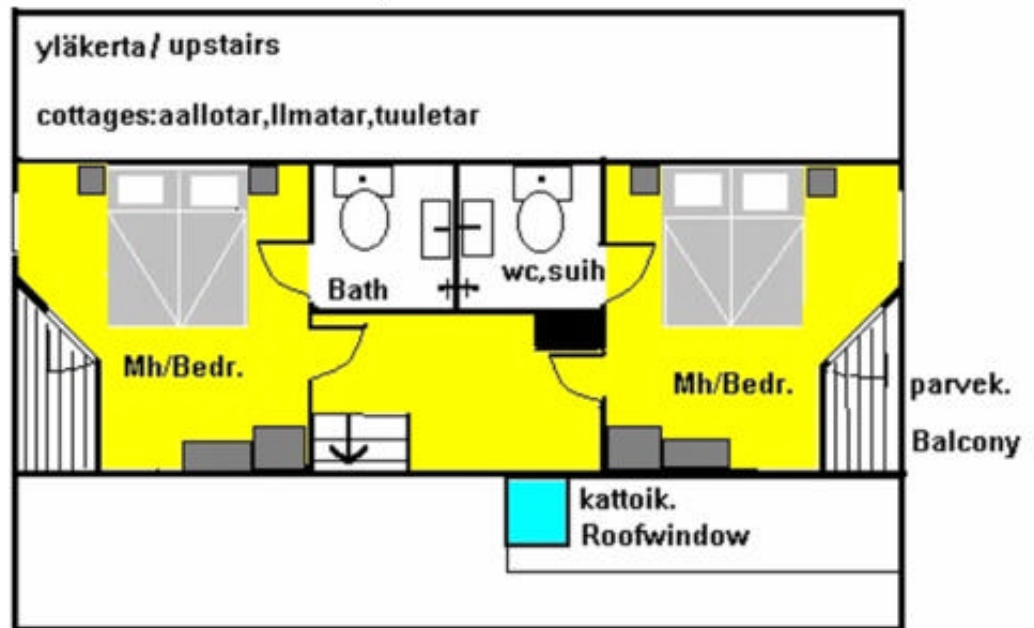 yläkerta/ upstairs
cottages:aallotar,Ilmatar,tuuletar
Bath
wc,suih
Mh/Bedr.
Mh/Bedr.
parvek.
Balcony
kattoik.
Roofwindow